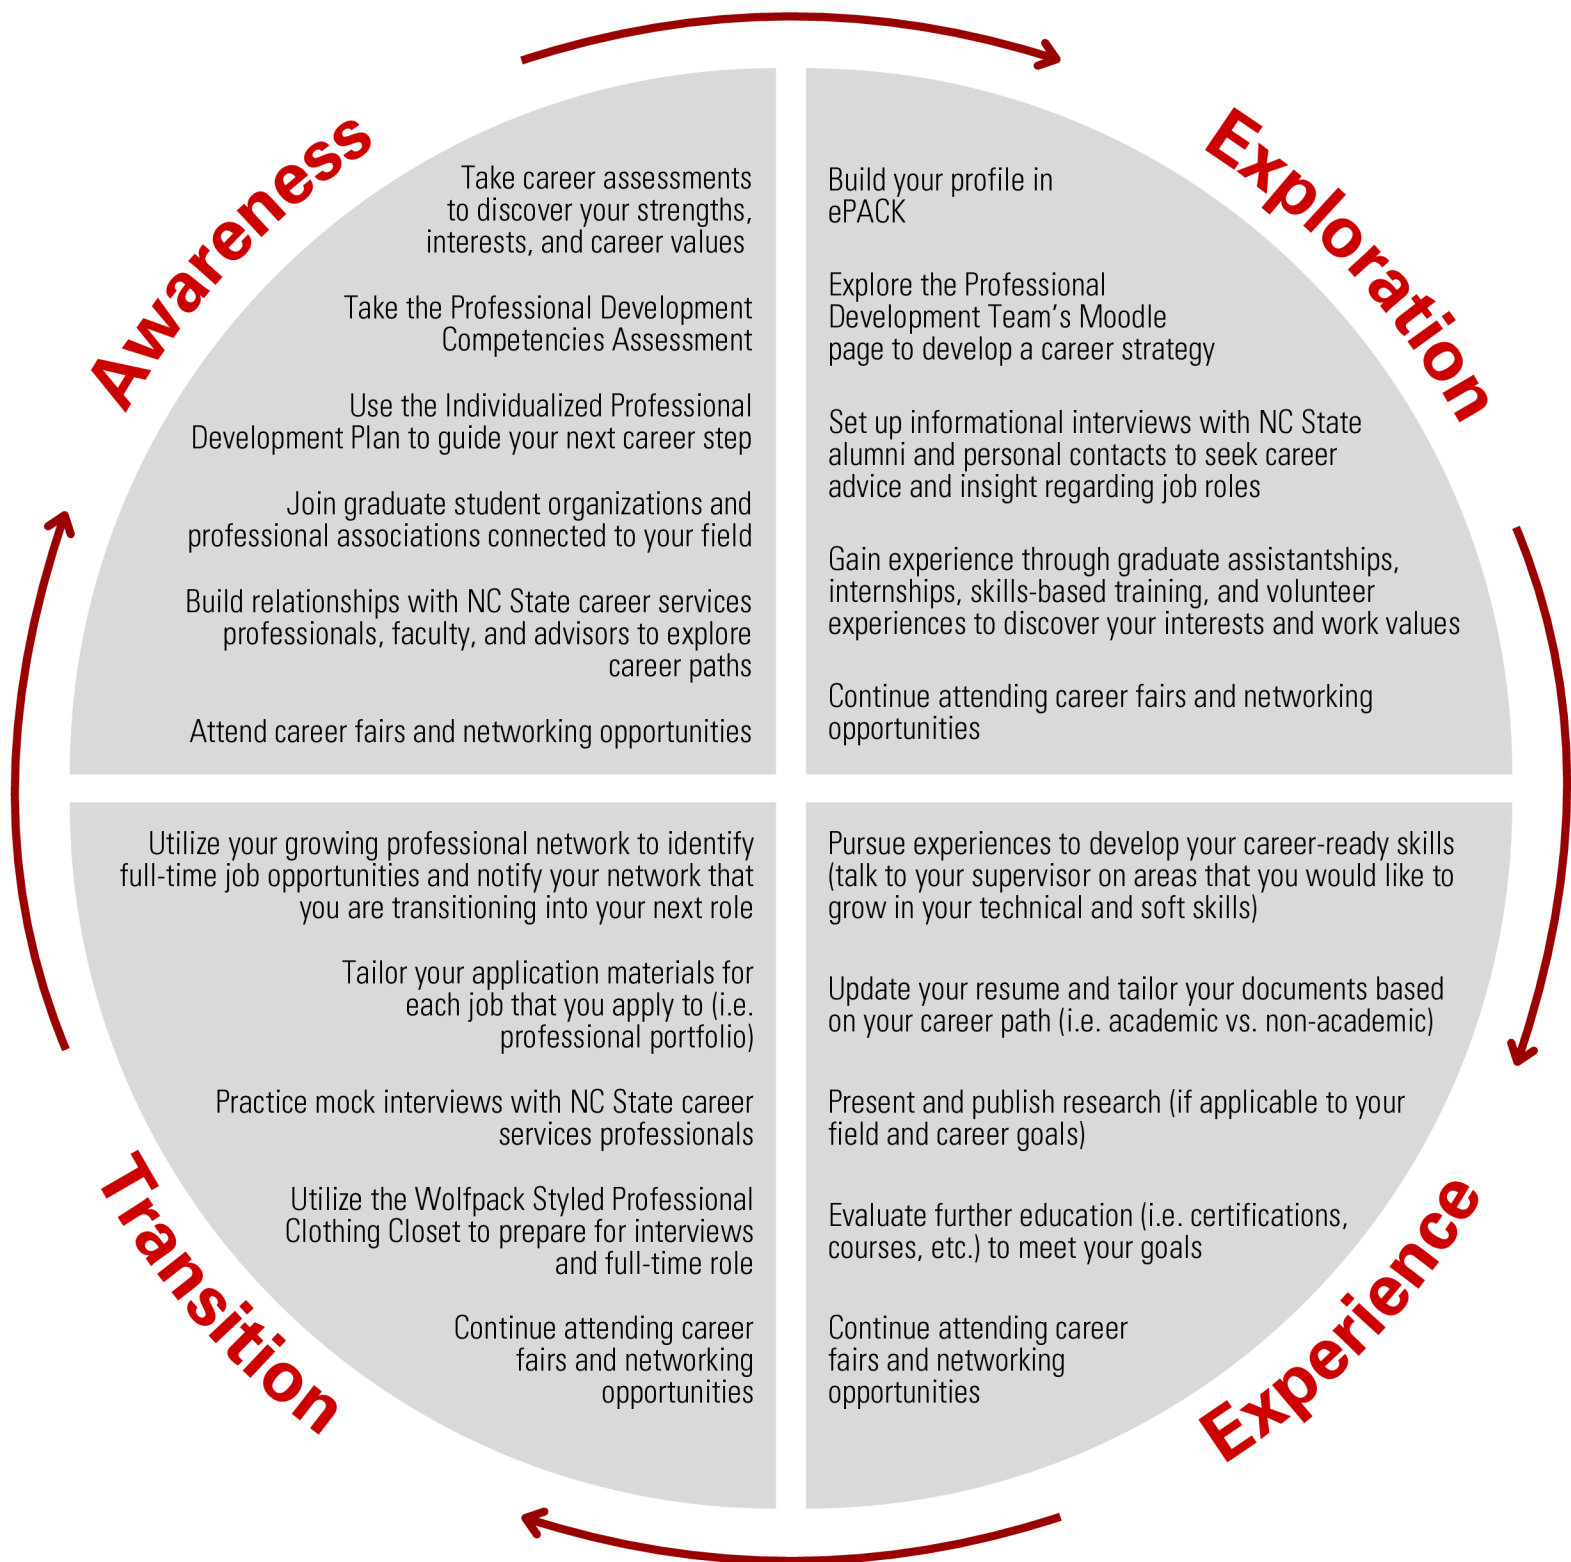 Awareness
Take career assessments
to discover your strengths,
interests, and career values
Take the Professional Development
Competencies Assessment
Use the Individualized Professional
Development Plan to guide your next career step
Join graduate student organizations and
professional associations connected to your field
Build relationships with NC State career services
professionals, faculty, and advisors to explore
career paths
Attend career fairs and networking opportunities
Exploration
Build your profile in
ePACK
Explore the Professional
Development Team’s Moodle
page to develop a career strategy
Set up informational interviews with NC State
alumni and personal contacts to seek career
advice and insight regarding job roles
Gain experience through graduate assistantships,
internships, skills-based training, and volunteer
experiences to discover your interests and work values
Continue attending career fairs and networking
opportunities
Experience
Pursue experiences to develop your career-ready skills
(talk to your supervisor on areas that you would like to
grow in your technical and soft skills)
Update your resume and tailor your documents based
on your career path (i.e. academic vs. non-academic)
Present and publish research (if applicable to your
field and career goals)
Evaluate further education (i.e. certifications,
courses, etc.) to meet your goals
Continue attending career
fairs and networking
opportunities
Transition
Utilize your growing professional network to identify
full-time job opportunities and notify your network that
you are transitioning into your next role
Tailor your application materials for
each job that you apply to (i.e.
professional portfolio)
Practice mock interviews with NC State career
services professionals
Utilize the Wolfpack Styled Professional
Clothing Closet to prepare for interviews
and full-time role
Continue attending career
fairs and networking
opportunities